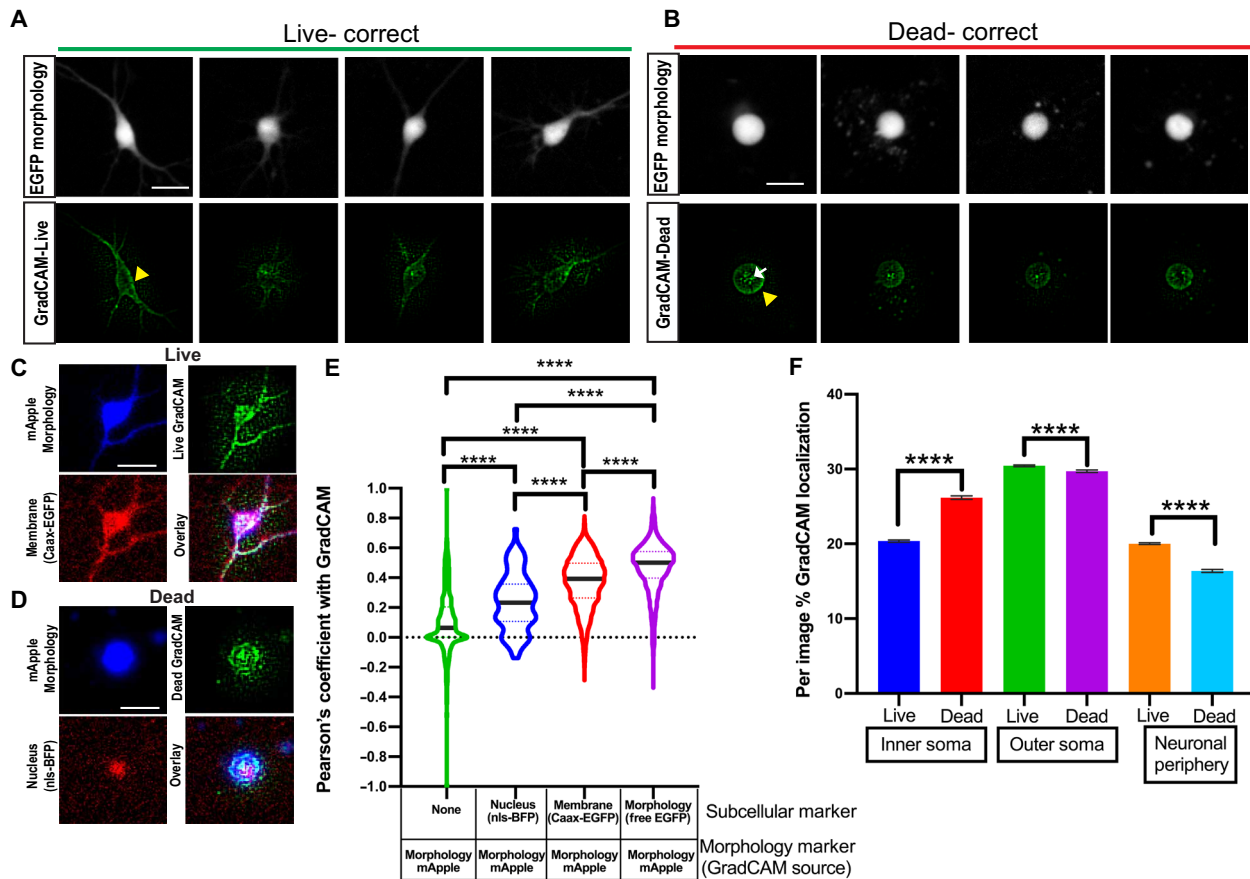 A
Live- correct
EGFP morphology
GradCAM-Live
B
Dead- correct
EGFP morphology
GradCAM-Dead
C
Live
mApple
Morphology
Live GradCAM
Membrane
(Caax-EGFP)
Overlay
D
Dead
mApple
Morphology
Dead GradCAM
Nucleus
(nls-BFP)
Overlay
E
****
****
****
****
****
****
Pearson's coefficient with GradCAM
1.0
0.8
0.6
0.4
0.2
0.0
−0.2
−0.4
−0.6
−0.8
−1.0
None
Nucleus
(nls-BFP)
Membrane
(Caax-EGFP)
Morphology
(free EGFP)
Subcellular marker
Morphology
mApple
Morphology
mApple
Morphology
mApple
Morphology
mApple
Morphology marker
(GradCAM source)
F
Per image % GradCAM localization
40
30
20
10
0
****
****
****
Live
Dead
Live
Dead
Live
Dead
Inner soma
Outer soma
Neuronal
periphery